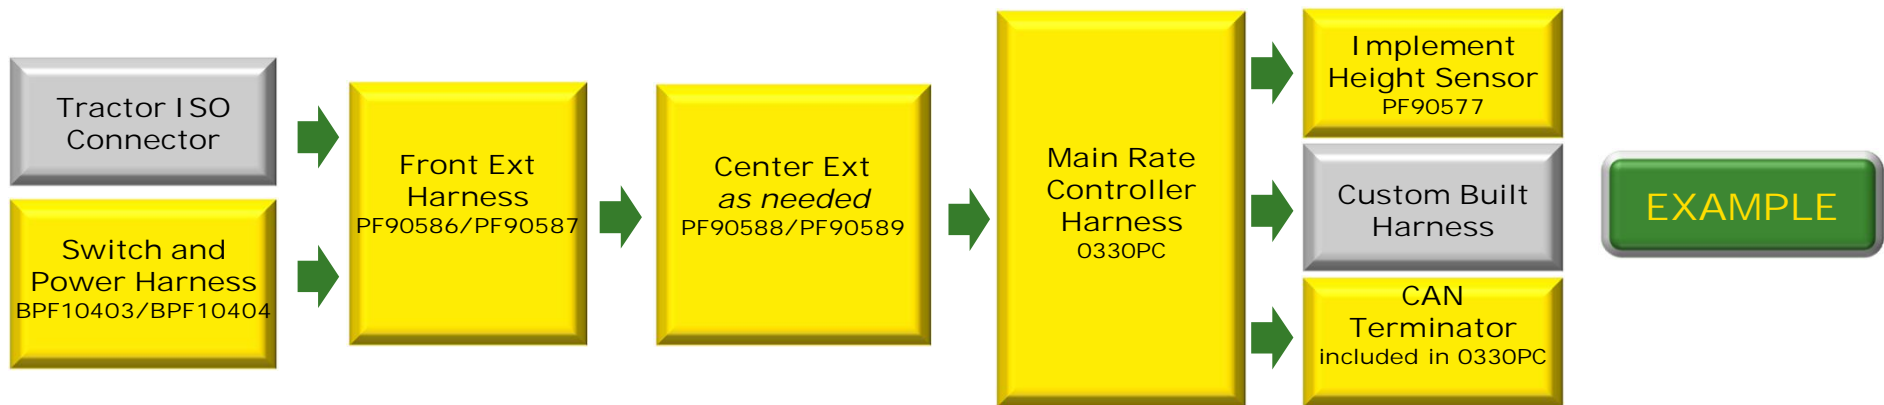 Tractor ISO
Connector
Switch and
Power Harness
BPF10403/BPF10404
Front Ext
Harness
PF90586/PF90587
Center Ext
as needed
PF90588/PF90589
Main Rate
Controller
Harness
0330PC
Implement
Height Sensor
PF90577
Custom Built
Harness
CAN
Terminator
included in 0330PC
EXAMPLE